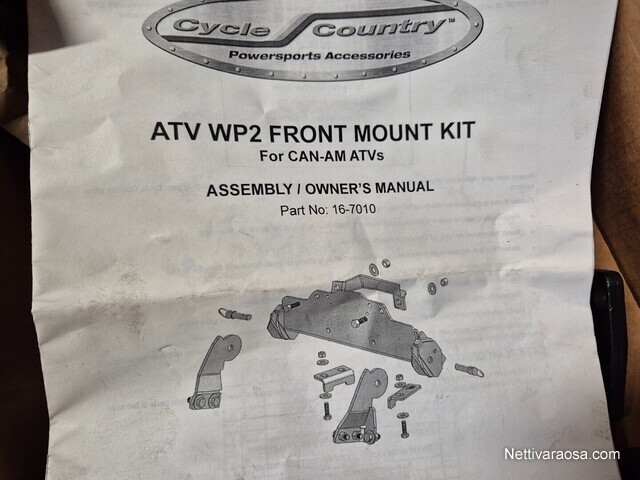 Cycle Country™
Powersports Accessories
ATV WP2 FRONT MOUNT KIT
For CAN-AM ATVs
ASSEMBLY / OWNER'S MANUAL
Part No: 16-7010
Nettivaraosa.com